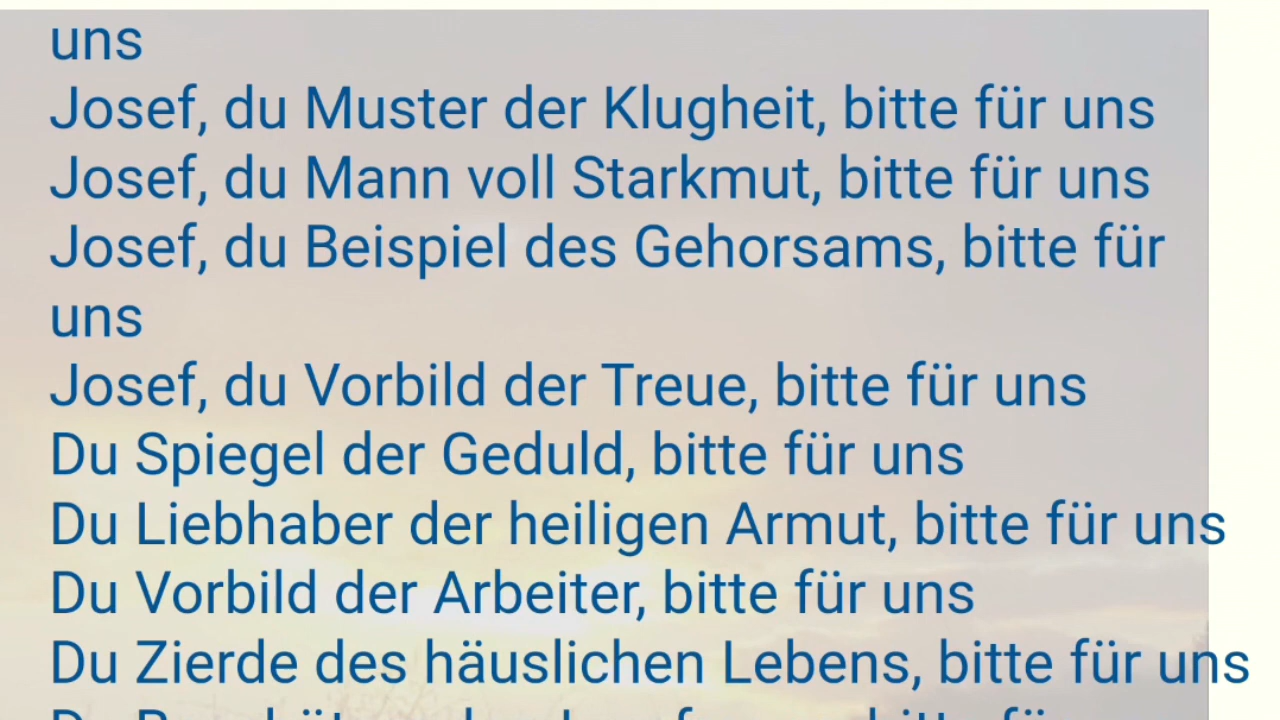 uns
Josef, du Muster der Klugheit, bitte für uns
Josef, du Mann voll Starkmut, bitte für uns
Josef, du Beispiel des Gehorsams, bitte für
uns
Josef, du Vorbild der Treue, bitte für uns
Du Spiegel der Geduld, bitte für uns
Du Liebhaber der heiligen Armut, bitte für uns
Du Vorbild der Arbeiter, bitte für uns
Du Zierde des häuslichen Lebens, bitte für uns